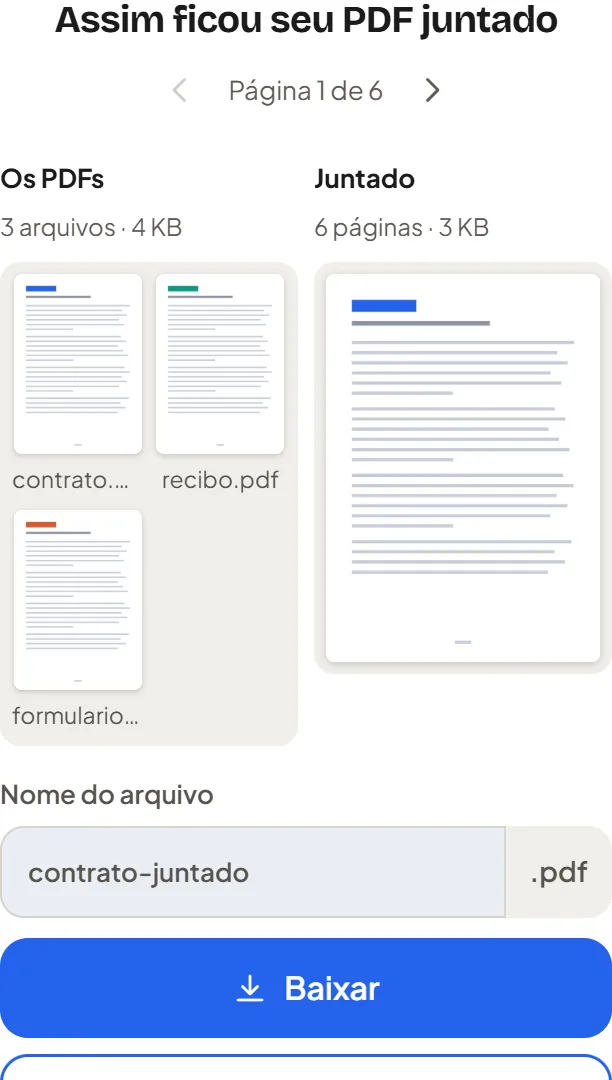 Assim ficou seu PDF juntado
Página 1 de 6
Os PDFs
3 arquivos · 4 KB
contrato....
recibo.pdf
formulario...
Juntado
6 páginas · 3 KB
Nome do arquivo
contrato-juntado
.pdf
Baixar